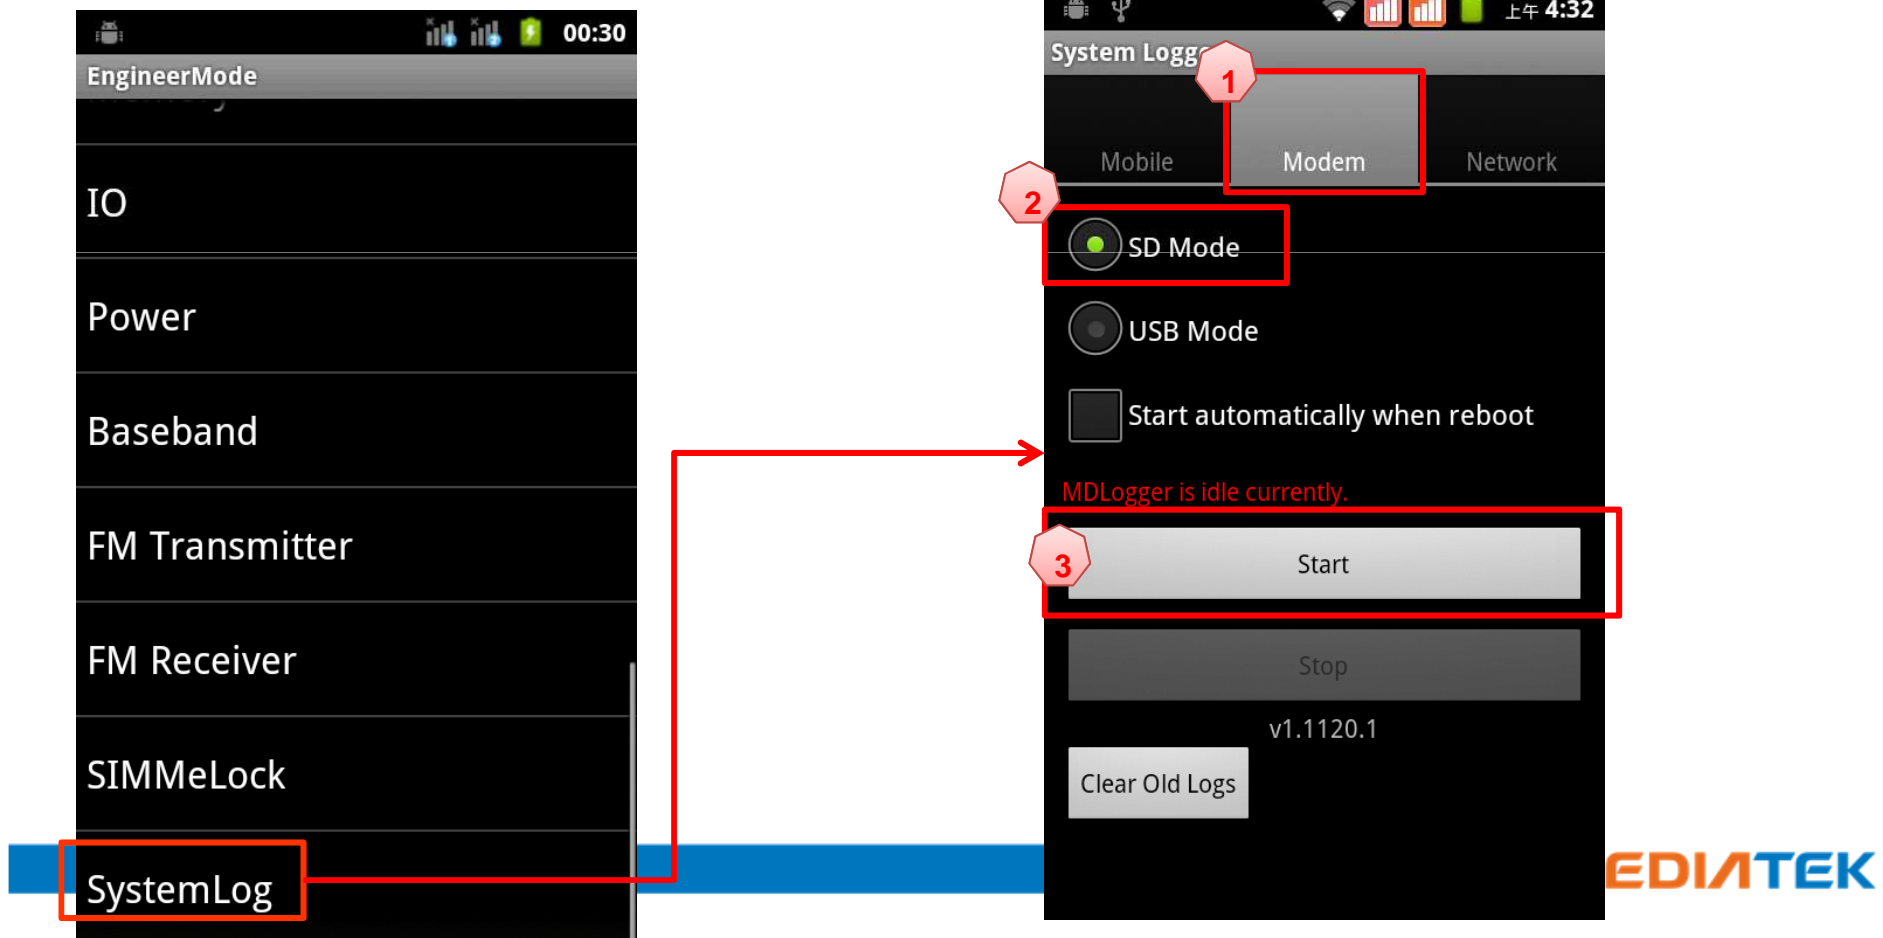 00:30
EngineerMode
IO
Power
Baseband
FM Transmitter
FM Receiver
SIMMeLock
SystemLog
上午 4:32
System Logg
1
Mobile
Modem
Network
2
SD Mode
USB Mode
Start automatically when reboot
MDLogger is idle currently.
3
Start
Stop
v1.1120.1
Clear Old Logs
EDIATEK